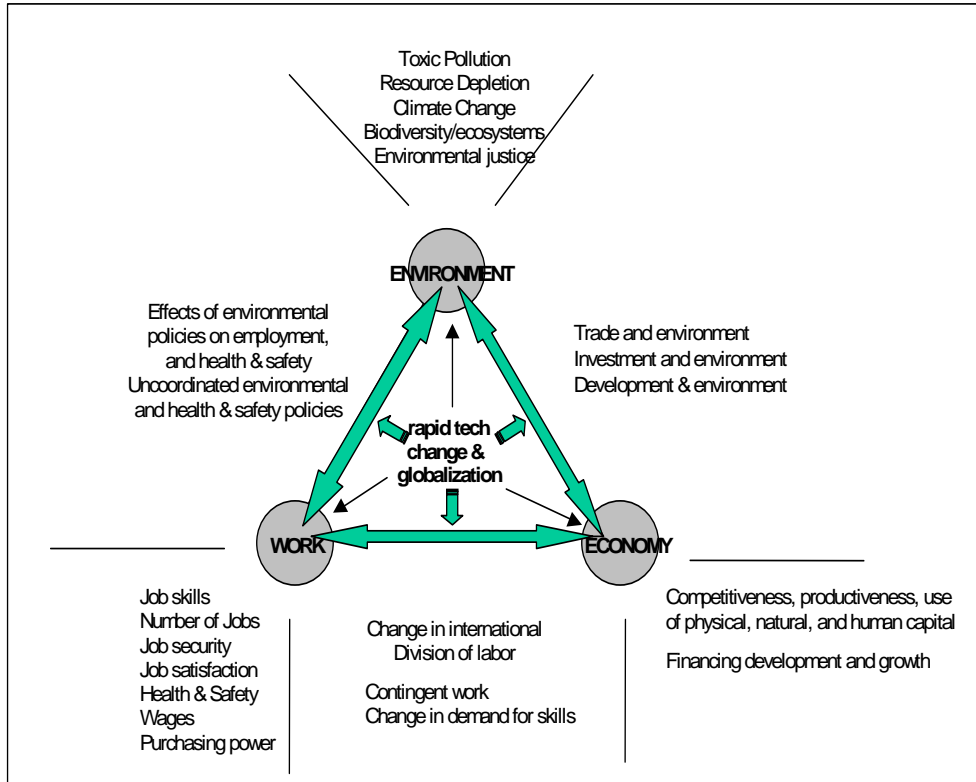 Toxic Pollution
Resource Depletion
Climate Change
Biodiversity/ecosystems
Environmental justice
ENVIRONMENT
Effects of environmental
policies on employment,
and health & safety
Uncoordinated environmental
and health & safety policies
Trade and environment
Investment and environment
Development & environment
rapid tech
change &
globalization
WORK
ECONOMY
Job skills
Number of Jobs
Job security
Job satisfaction
Health & Safety
Wages
Purchasing power
Change in international
Division of labor
Contingent work
Change in demand for skills
Competitiveness, productiveness, use
of physical, natural, and human capital
Financing development and growth